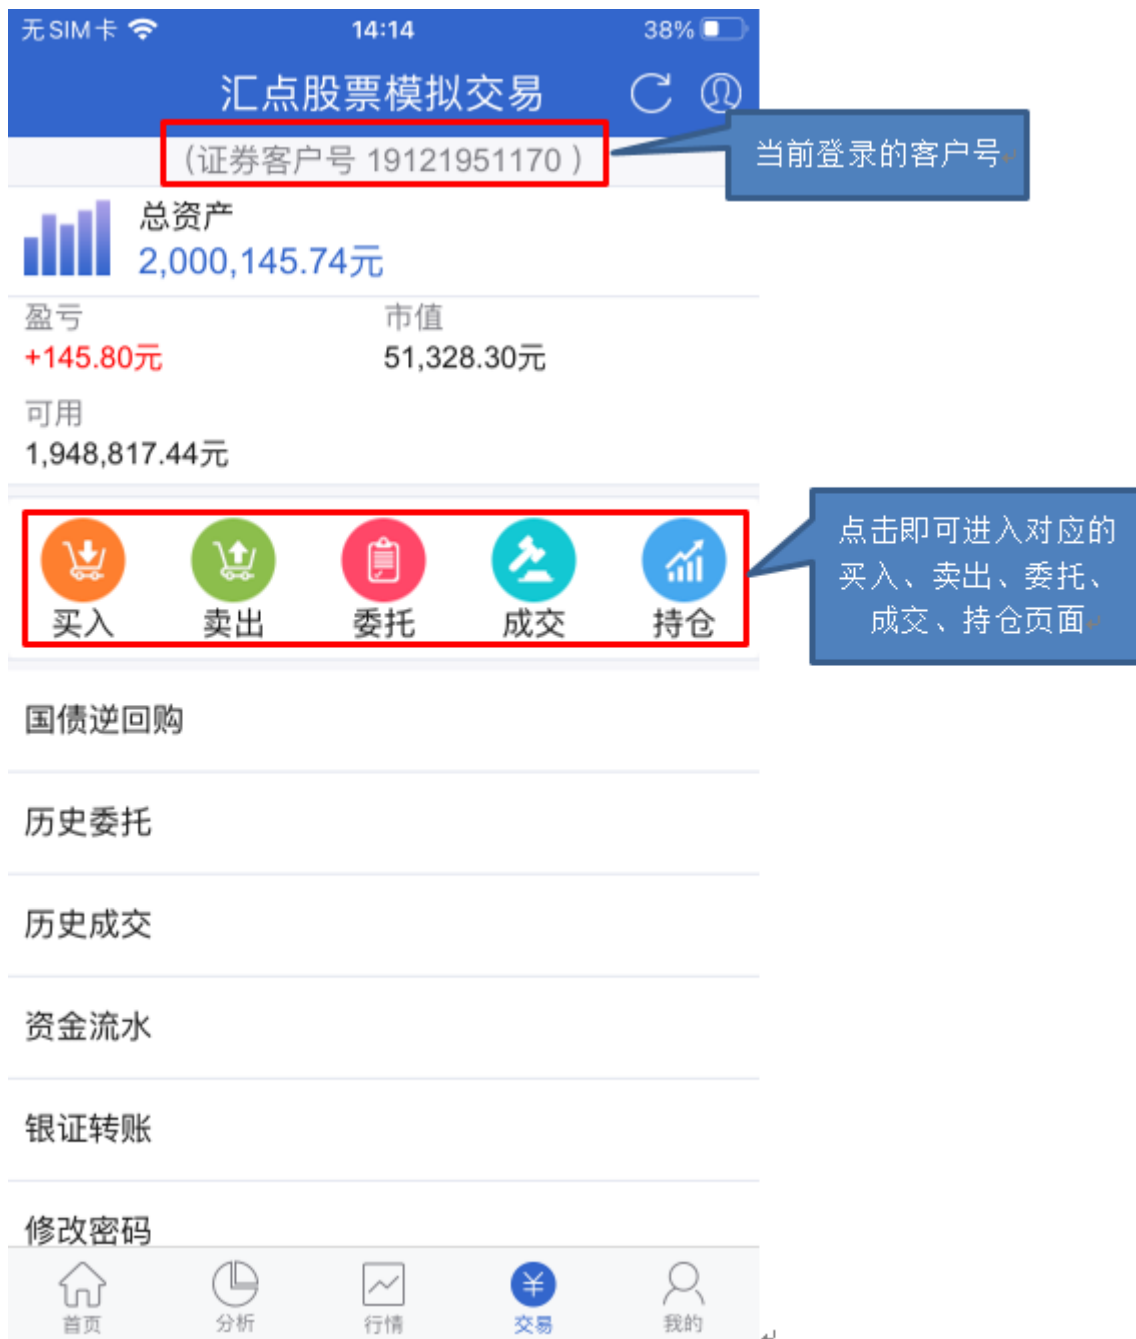 无SIM卡 14:14 38%
汇点股票模拟交易
（证券客户号 19121951170 ）
当前登录的客户号
总资产
2,000,145.74元
盈亏 市值
+145.80元 51,328.30元
可用
1,948,817.44元
点击即可进入对应的
买入、卖出、委托、
成交、持仓页面
买入 卖出 委托 成交 持仓
国债逆回购
历史委托
历史成交
资金流水
银证转账
修改密码
¥
首页 分析 行情 交易 我的